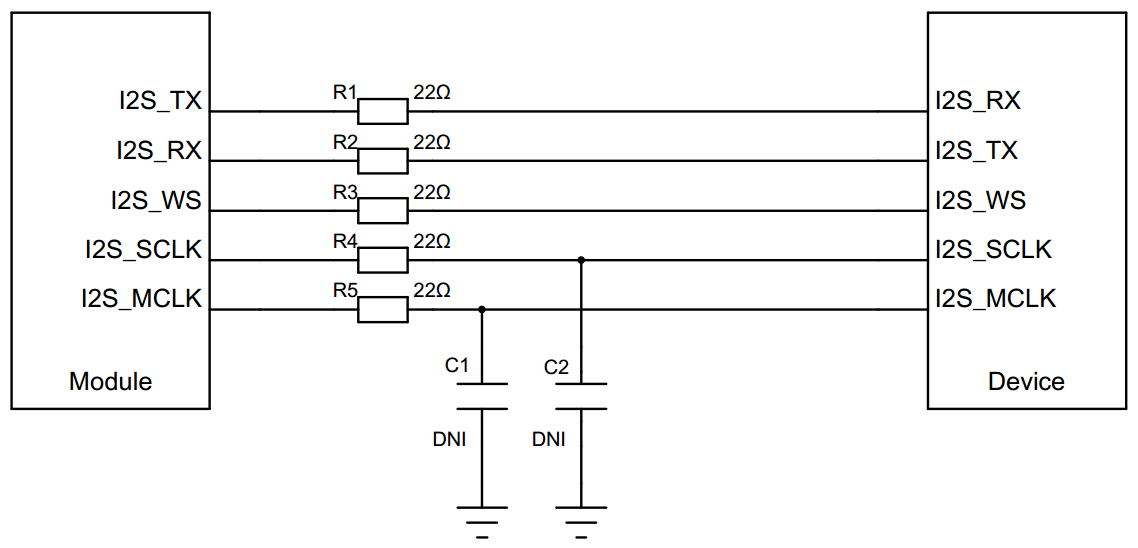 I2S_TX R1 22Ω I2S_RX
I2S_RX R2 22Ω I2S_TX
I2S_WS R3 22Ω I2S_WS
I2S_SCLK R4 22Ω I2S_SCLK
I2S_MCLK R5 22Ω I2S_MCLK
C1 C2
Module Device
DNI DNI